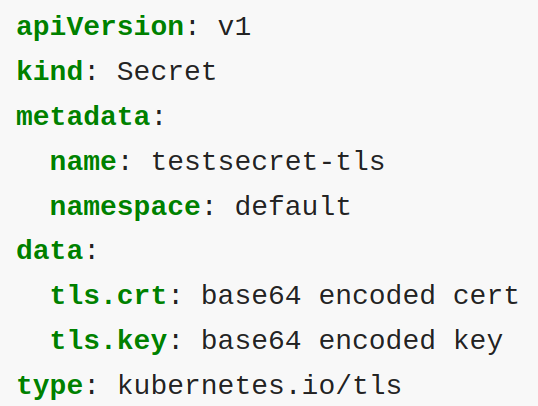 apiVersion: v1
kind: Secret
metadata:
  name: testsecret-tls
  namespace: default
data:
  tls.crt: base64 encoded cert
  tls.key: base64 encoded key
type: kubernetes.io/tls